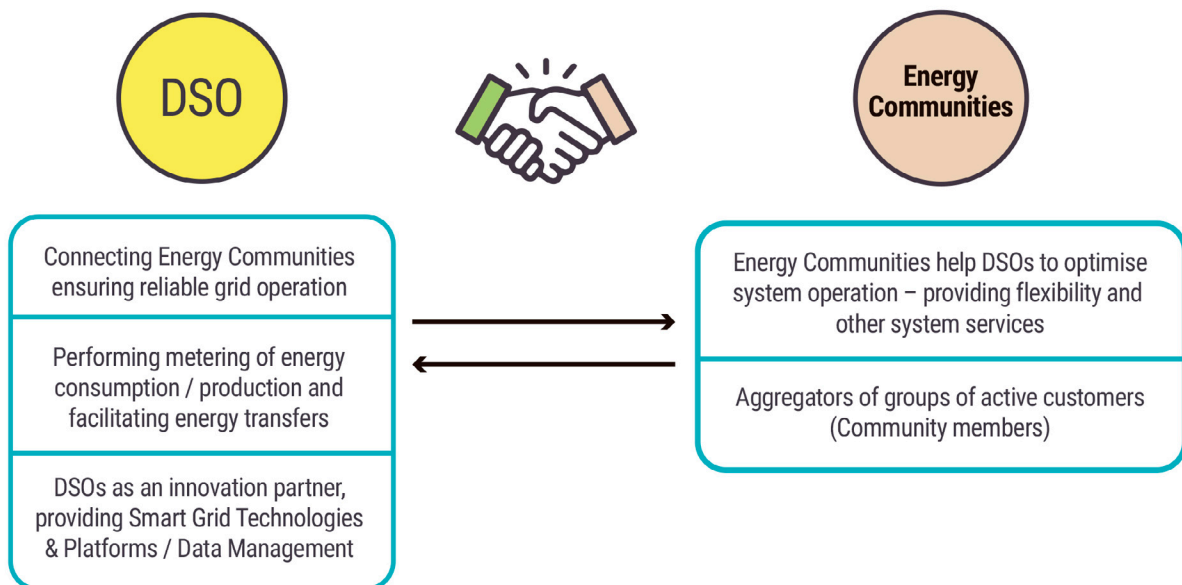 DSO
Energy
Communities
Connecting Energy Communities
ensuring reliable grid operation
Performing metering of energy
consumption / production and
facilitating energy transfers
DSOs as an innovation partner,
providing Smart Grid Technologies
& Platforms / Data Management
Energy Communities help DSOs to optimise
system operation – providing flexibility and
other system services
Aggregators of groups of active customers
(Community members)